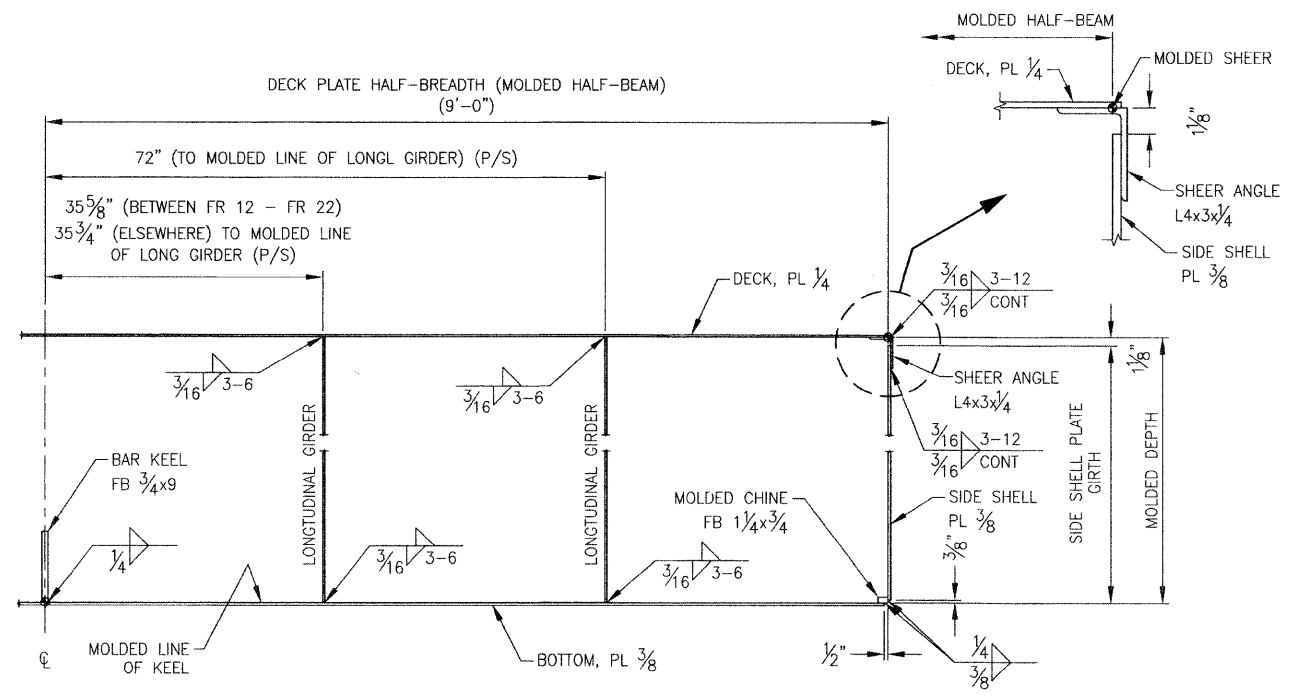 MOLDED HALF-BEAM
DECK, PL 1/4
MOLDED SHEER
1 1/8"
SHEER ANGLE
L4x3x1/4
SIDE SHELL
PL 3/8
DECK PLATE HALF-BREADTH (MOLDED HALF-BEAM)
(9'-0")
72" (TO MOLDED LINE OF LONGL GIRDER) (P/S)
35 5/8" (BETWEEN FR 12 - FR 22)
35 3/4" (ELSEWHERE) TO MOLDED LINE
OF LONG GIRDER (P/S)
DECK, PL 1/4
3/16 3-12
3/16 CONT
3/16 3-6
3/16 3-6
SHEER ANGLE
L4x3x1/4
1 1/8"
3/16 3-12
3/16 CONT
LONGTUDINAL GIRDER
LONGTUDINAL GIRDER
SIDE SHELL PLATE
GIRTH
MOLDED DEPTH
BAR KEEL
FB 3/4x9
MOLDED CHINE
FB 1 1/4x3/4
SIDE SHELL
PL 3/8
3/8"
1/4
3/16 3-6
3/16 3-6
MOLDED LINE
OF KEEL
℄
BOTTOM, PL 3/8
1/2"
1/4
3/8